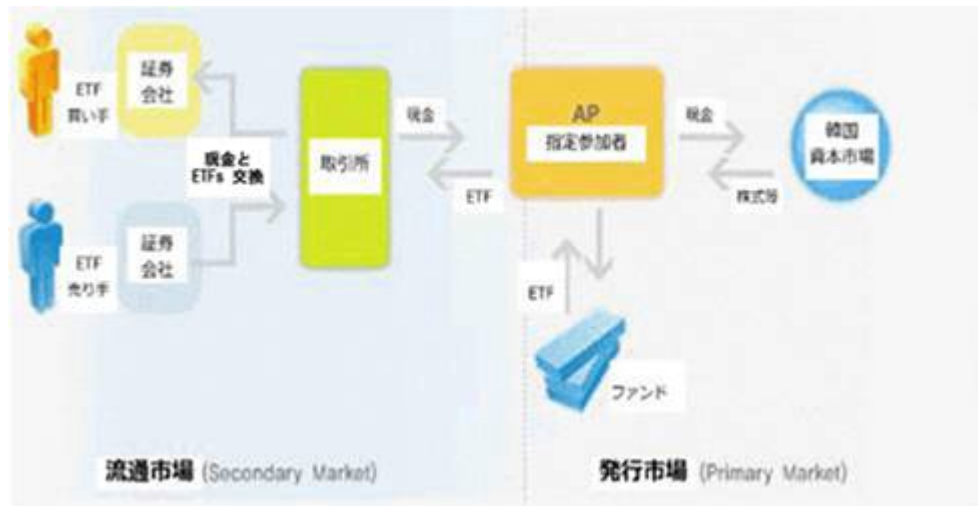 ETF
買い手
証券
会社
現金と
ETFs 交換
ETF
売り手
証券
会社
取引所
現金
ETF
AP
指定参加者
現金
株式等
韓国
資本市場
ETF
ファンド
流通市場 (Secondary Market)
発行市場 (Primary Market)